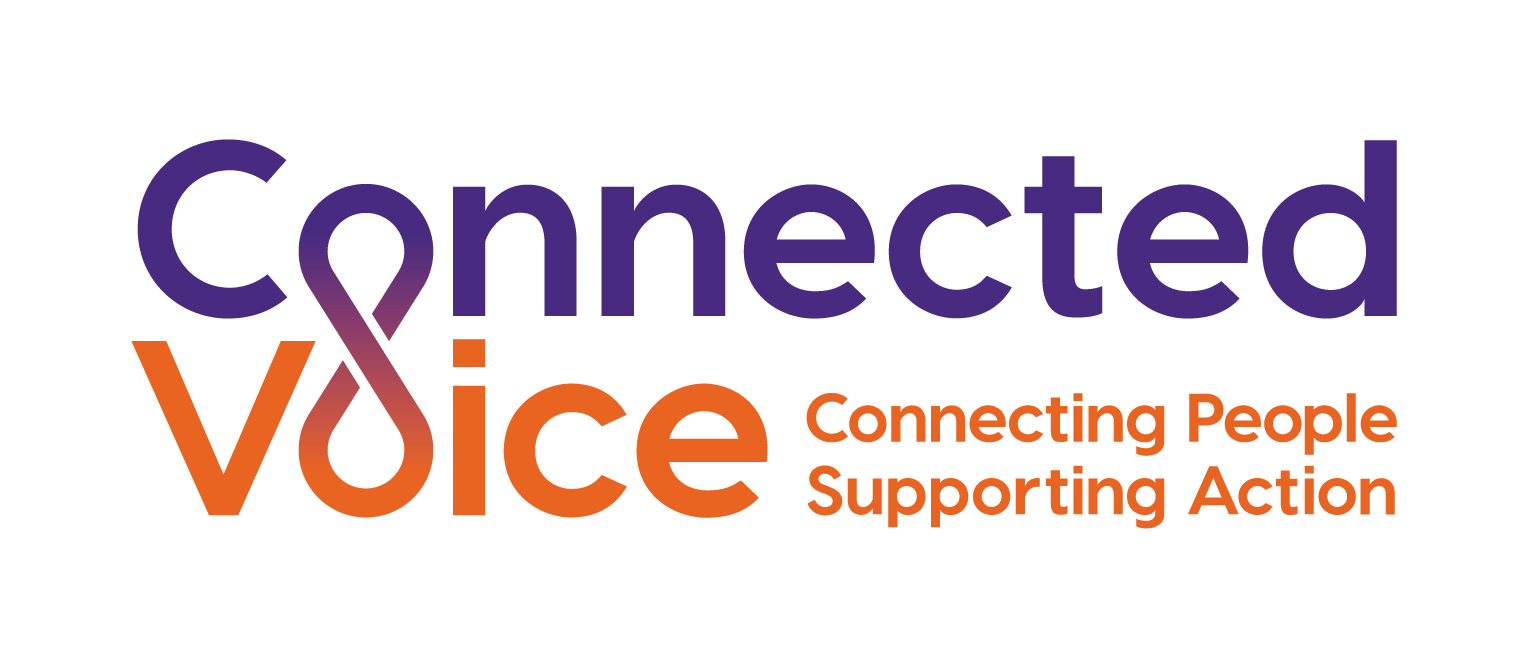 Connected
Voice
Connecting People
Supporting Action